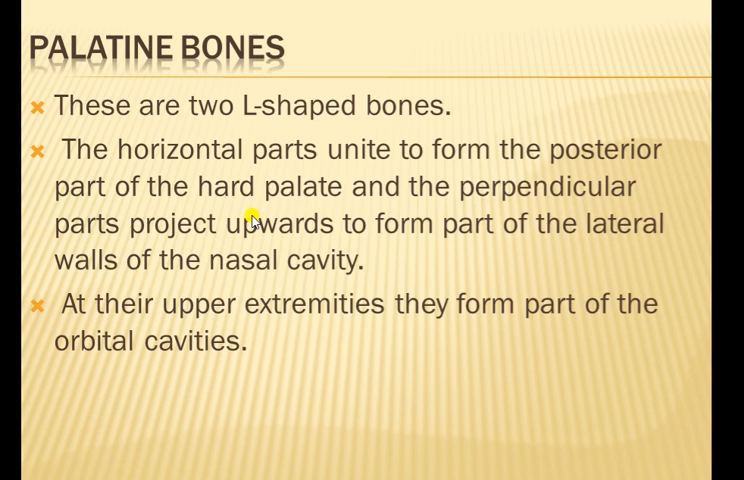 PALATINE BONES
These are two L-shaped bones.
The horizontal parts unite to form the posterior
part of the hard palate and the perpendicular
parts project upwards to form part of the lateral
walls of the nasal cavity.
At their upper extremities they form part of the
orbital cavities.